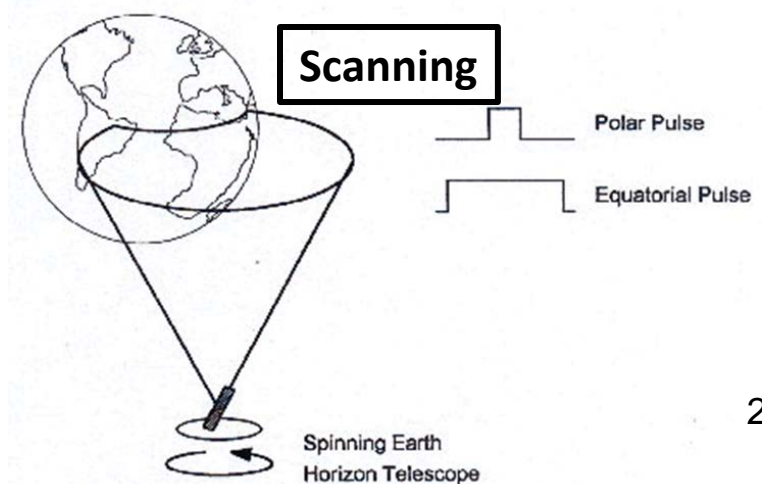 Scanning
Polar Pulse
Equatorial Pulse
2
Spinning Earth
Horizon Telescope